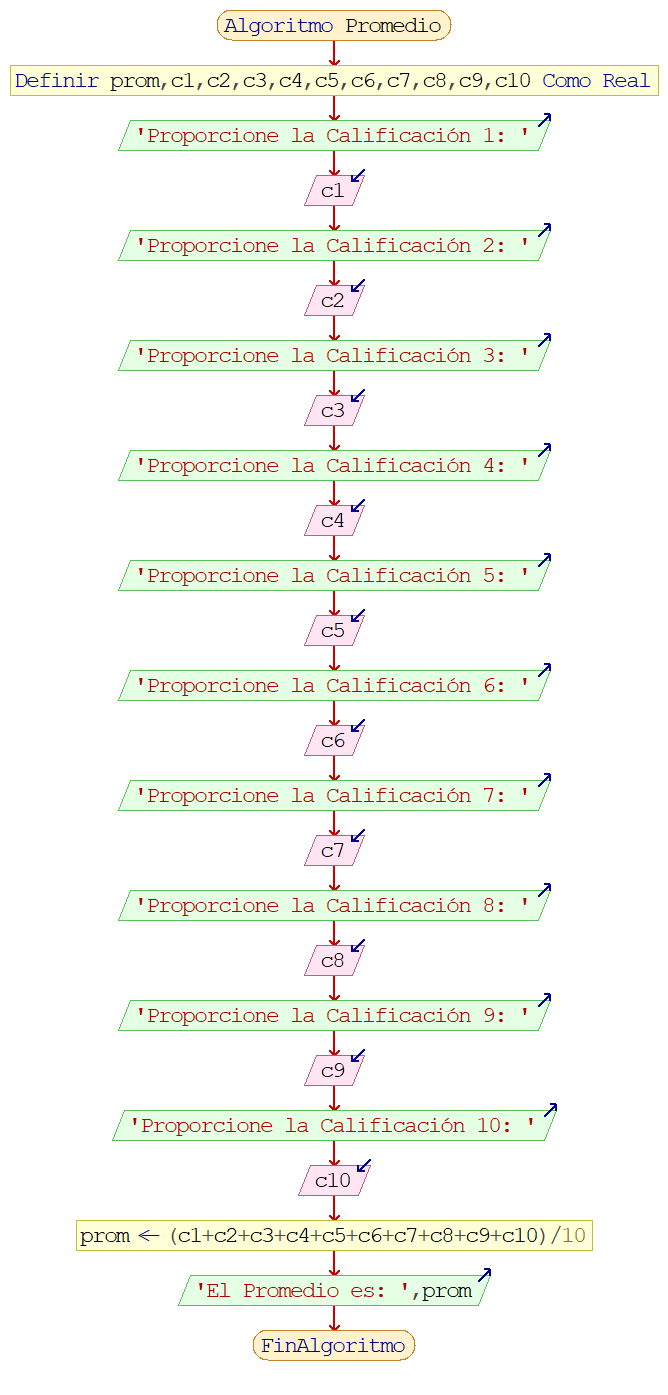 Algoritmo Promedio
Definir prom,c1,c2,c3,c4,c5,c6,c7,c8,c9,c10 Como Real
'Proporcione la Calificación 1: '
c1
'Proporcione la Calificación 2: '
c2
'Proporcione la Calificación 3: '
c3
'Proporcione la Calificación 4: '
c4
'Proporcione la Calificación 5: '
c5
'Proporcione la Calificación 6: '
c6
'Proporcione la Calificación 7: '
c7
'Proporcione la Calificación 8: '
c8
'Proporcione la Calificación 9: '
c9
'Proporcione la Calificación 10: '
c10
prom ← (c1+c2+c3+c4+c5+c6+c7+c8+c9+c10)/10
'El Promedio es: ',prom
FinAlgoritmo